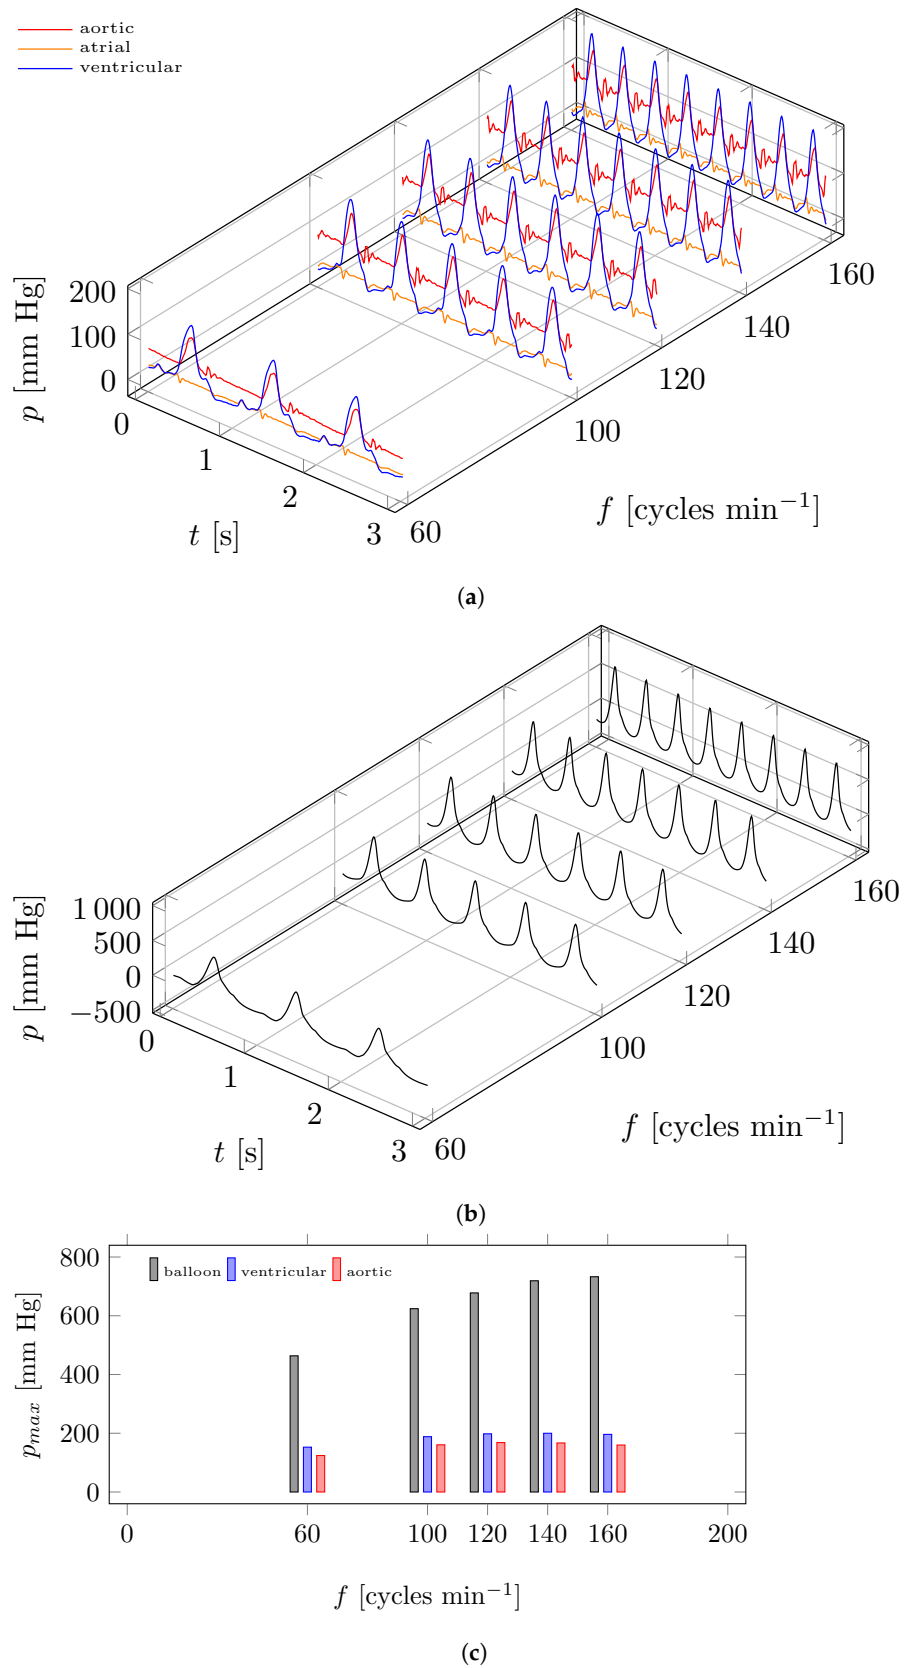 aortic
atrial
ventricular
200
100
0
p [mm Hg]
0
1
2
3
t [s]
60
100
120
140
160
f [cycles min−1]
(a)
1 000
500
0
−500
p [mm Hg]
0
1
2
3
t [s]
60
100
120
140
160
f [cycles min−1]
(b)
balloon ventricular aortic
800
600
400
200
0
pmax [mm Hg]
0 60 100 120 140 160 200
f [cycles min−1]
(c)